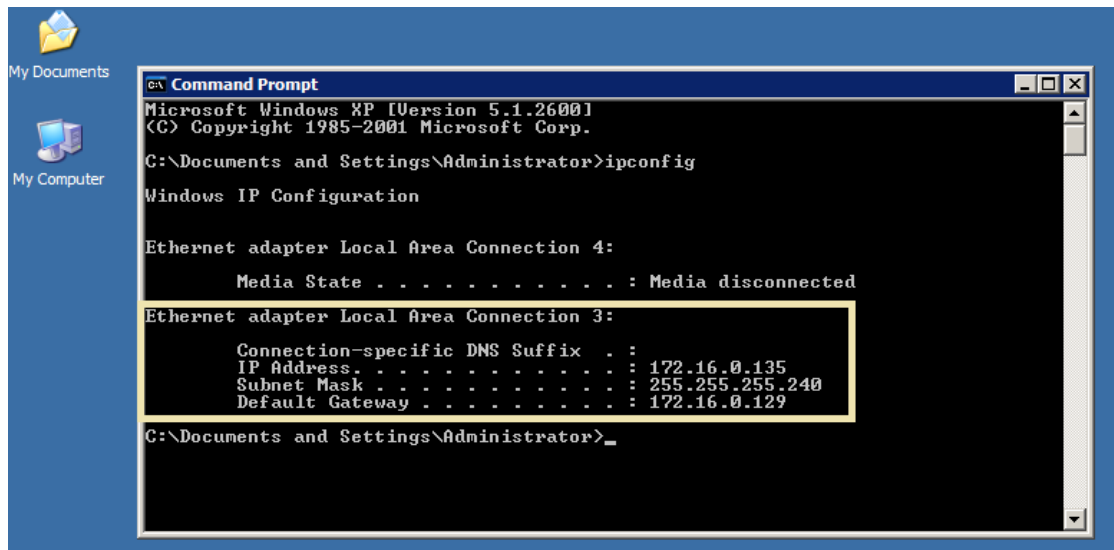 My Documents
My Computer
Command Prompt
Microsoft Windows XP [Version 5.1.2600]
(C) Copyright 1985-2001 Microsoft Corp.
C:\Documents and Settings\Administrator>ipconfig
Windows IP Configuration
Ethernet adapter Local Area Connection 4:
Media State . . . . . . . . . . . : Media disconnected
Ethernet adapter Local Area Connection 3:
Connection-specific DNS Suffix  . :
IP Address. . . . . . . . . . . . : 172.16.0.135
Subnet Mask . . . . . . . . . . . : 255.255.255.240
Default Gateway . . . . . . . . . : 172.16.0.129
C:\Documents and Settings\Administrator>_